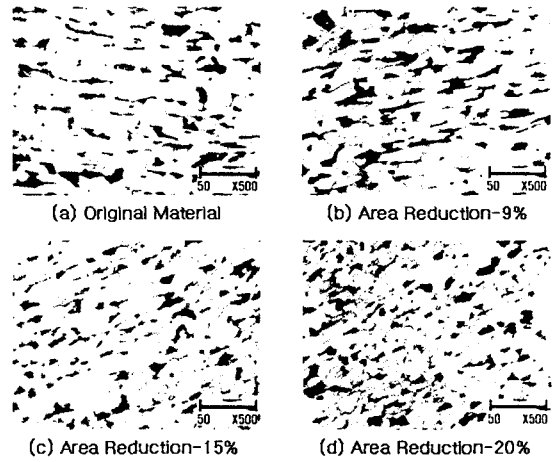 50 X500
50 X500
(a) Original Material
(b) Area Reduction-9%
50 X500
50 X500
(c) Area Reduction-15%
(d) Area Reduction-20%